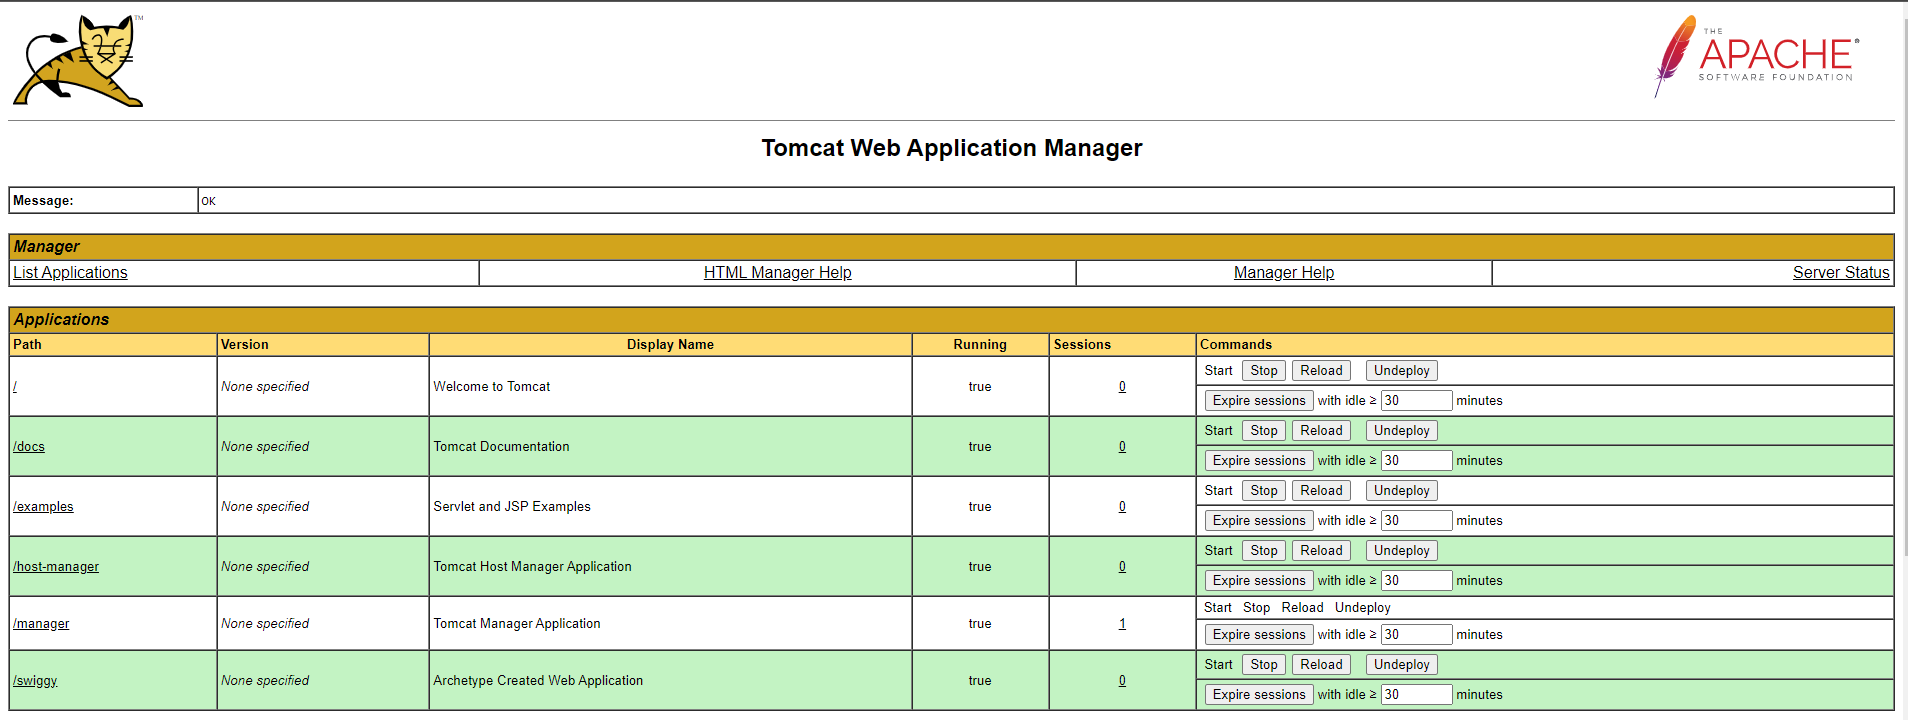 TM
THE
APACHE®
SOFTWARE FOUNDATION
Tomcat Web Application Manager
Message: OK
Manager
List Applications HTML Manager Help Manager Help Server Status
Applications
Path Version Display Name Running Sessions Commands
/ None specified Welcome to Tomcat true 0 Start Stop Reload Undeploy
Expire sessions with idle ≥ 30 minutes
/docs None specified Tomcat Documentation true 0 Start Stop Reload Undeploy
Expire sessions with idle ≥ 30 minutes
/examples None specified Servlet and JSP Examples true 0 Start Stop Reload Undeploy
Expire sessions with idle ≥ 30 minutes
/host-manager None specified Tomcat Host Manager Application true 0 Start Stop Reload Undeploy
Expire sessions with idle ≥ 30 minutes
/manager None specified Tomcat Manager Application true 1 Start Stop Reload Undeploy
Expire sessions with idle ≥ 30 minutes
/swiggy None specified Archetype Created Web Application true 0 Start Stop Reload Undeploy
Expire sessions with idle ≥ 30 minutes